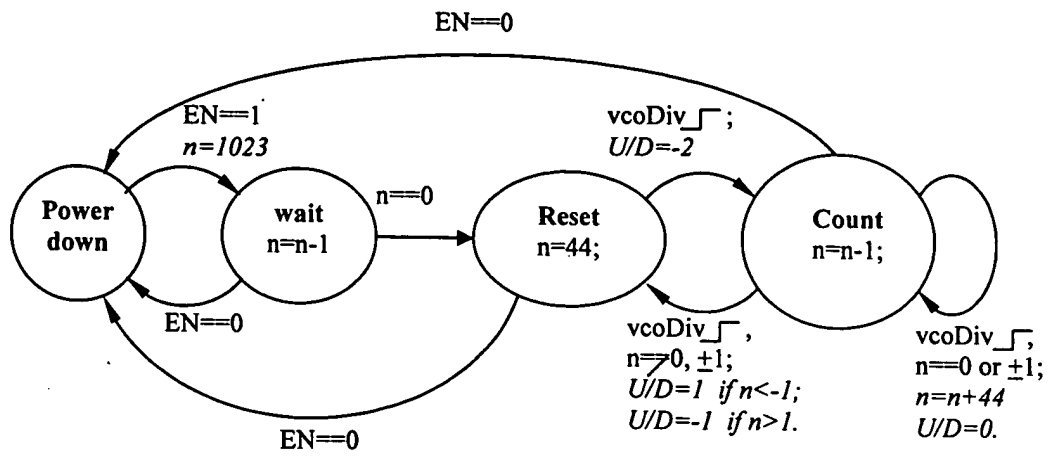 EN==0
EN==1
n=1023
vcoDiv ;
U/D=-2
Power
down
wait
n=n-1
n==0
Reset
n=44;
Count
n=n-1;
EN==0
vcoDiv ,
n≠0, ±1;
U/D=1 if n<-1;
U/D=-1 if n>1.
vcoDiv ,
n==0 or ±1;
n=n+44
U/D=0.
EN==0